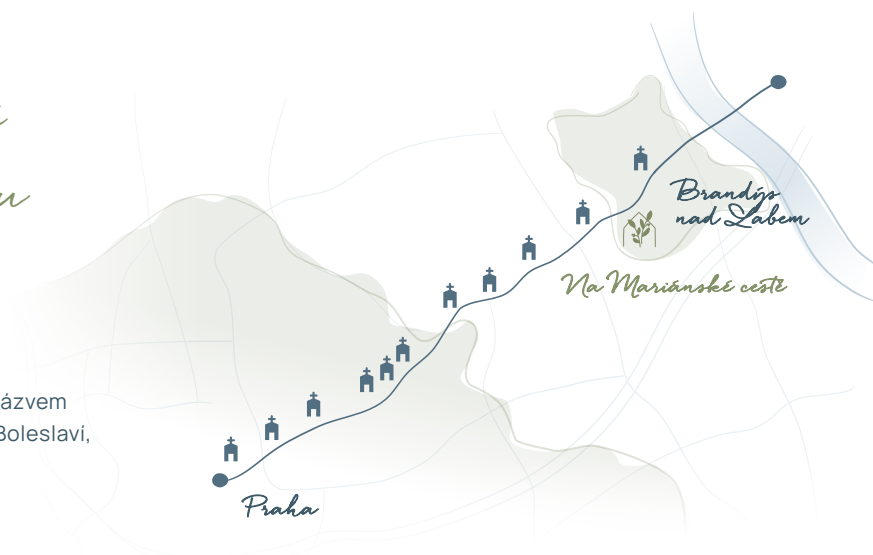 ázvem
Boleslaví,
Brandýs
nad Labem
Na Mariánské cestě
Praha